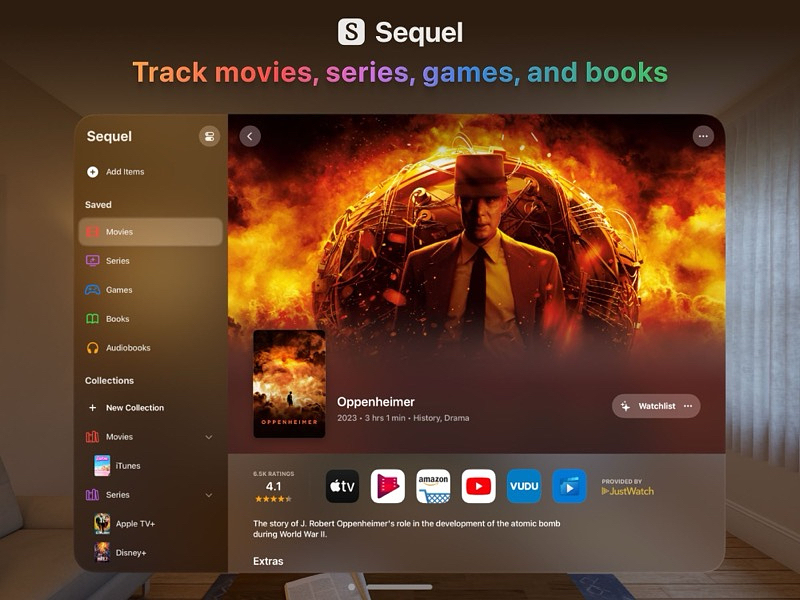 S Sequel
Track movies, series, games, and books
Sequel
Add Items
Saved
Movies
Series
Games
Books
Audiobooks
Collections
New Collection
Movies
iTunes
Series
Apple TV+
Disney+
OPPENHEIMER
Oppenheimer
2023 • 3 hrs 1 min • History, Drama
Watchlist
6.5K RATINGS
4.1
tv
amazon
VUDU
PROVIDED BY
JustWatch
The story of J. Robert Oppenheimer's role in the development of the atomic bomb
during World War II.
Extras